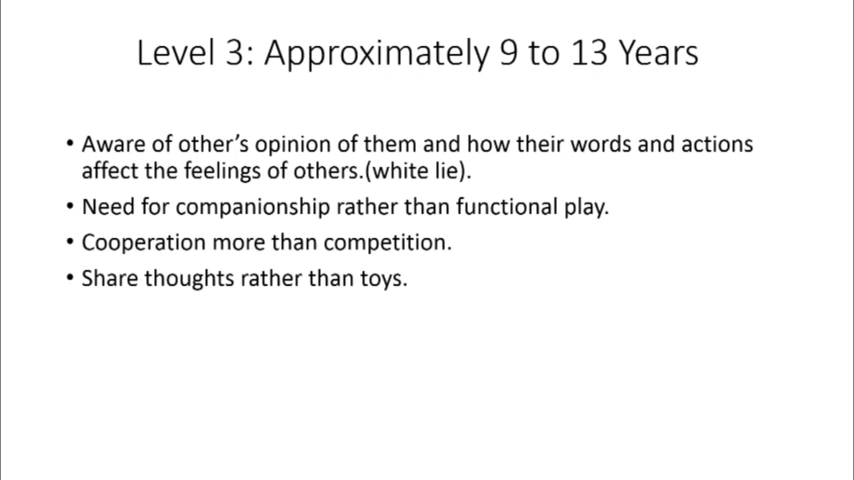 Level 3: Approximately 9 to 13 Years
• Aware of other’s opinion of them and how their words and actions
affect the feelings of others.(white lie).
• Need for companionship rather than functional play.
• Cooperation more than competition.
• Share thoughts rather than toys.